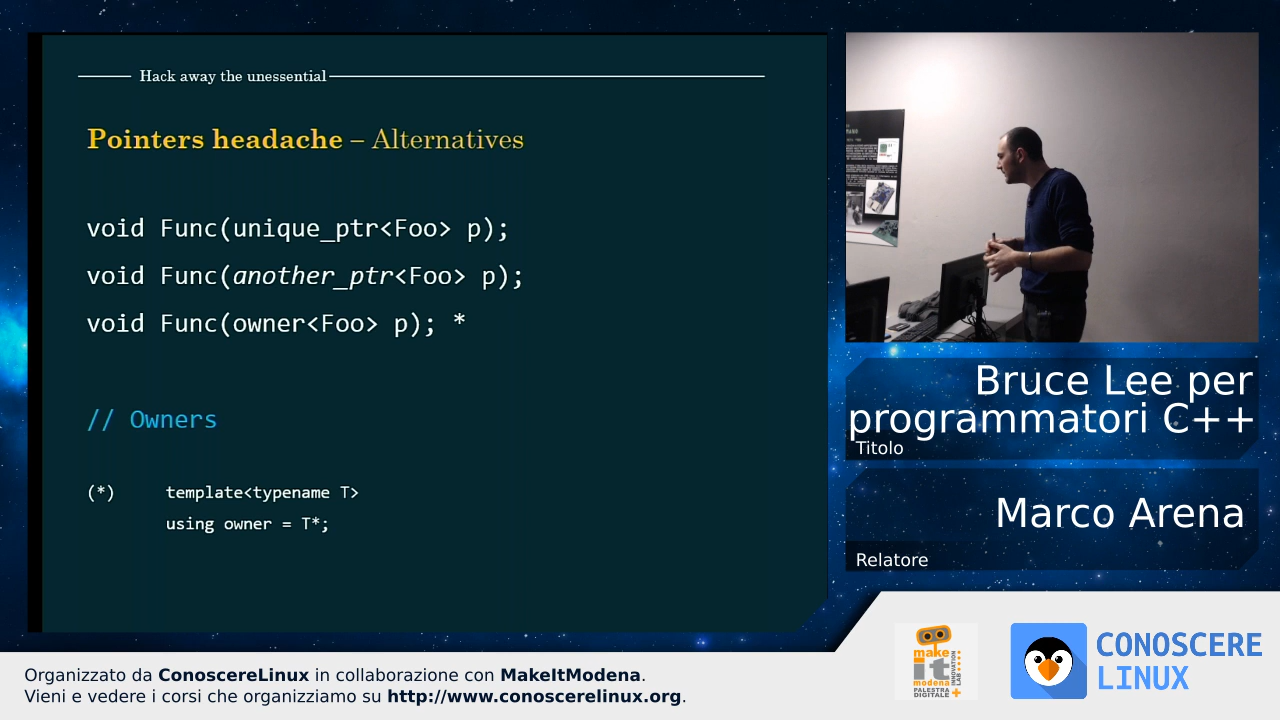 Hack away the unessential
Pointers headache – Alternatives
void Func(unique_ptr<Foo> p);
void Func(another_ptr<Foo> p);
void Func(owner<Foo> p); *
// Owners
(*) template<typename T>
using owner = T*;
Bruce Lee per
programmatori C++
Titolo
Marco Arena
Relatore
make
it
modena
PALESTRA
DIGITALE
INNOVATION
LAB
CONOSCERE
LINUX
Organizzato da ConoscereLinux in collaborazione con MakeItModena.
Vieni e vedere i corsi che organizziamo su http://www.conoscerelinux.org.